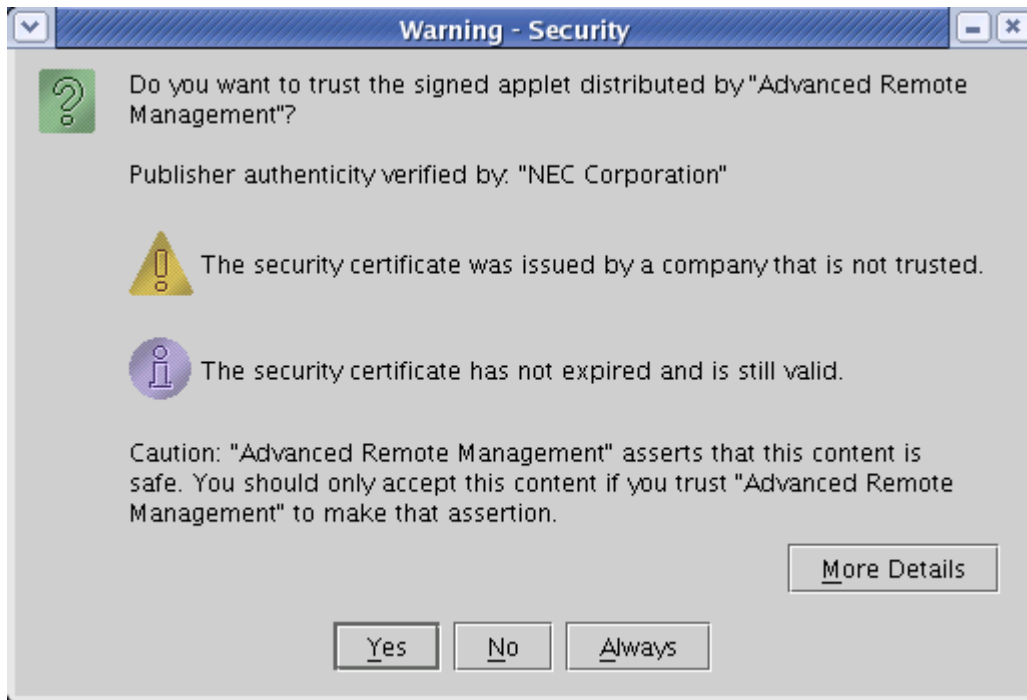 Warning - Security
Do you want to trust the signed applet distributed by "Advanced Remote
Management"?
Publisher authenticity verified by: "NEC Corporation"
The security certificate was issued by a company that is not trusted.
The security certificate has not expired and is still valid.
Caution: "Advanced Remote Management" asserts that this content is
safe. You should only accept this content if you trust "Advanced Remote
Management" to make that assertion.
More Details
Yes No Always